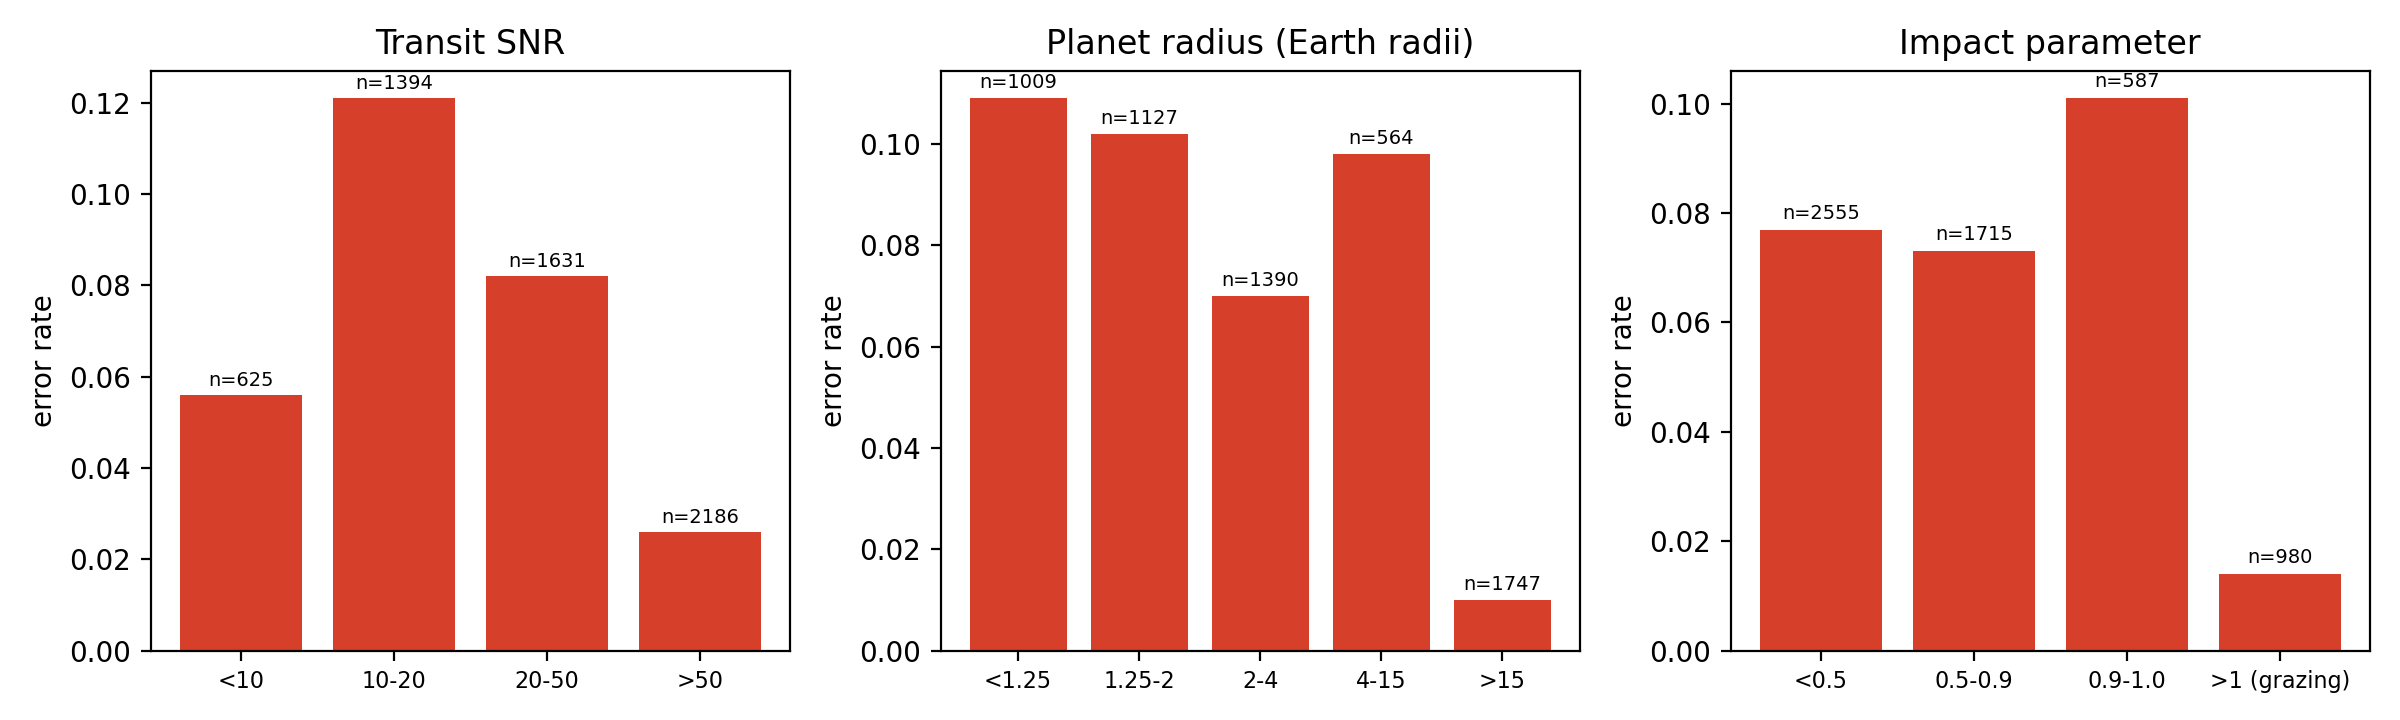 Transit SNR
error rate
0.12
0.10
0.08
0.06
0.04
0.02
0.00
n=625
n=1394
n=1631
n=2186
<10
10-20
20-50
>50
Planet radius (Earth radii)
error rate
0.10
0.08
0.06
0.04
0.02
0.00
n=1009
n=1127
n=1390
n=564
n=1747
<1.25
1.25-2
2-4
4-15
>15
Impact parameter
error rate
0.10
0.08
0.06
0.04
0.02
0.00
n=2555
n=1715
n=587
n=980
<0.5
0.5-0.9
0.9-1.0
>1 (grazing)